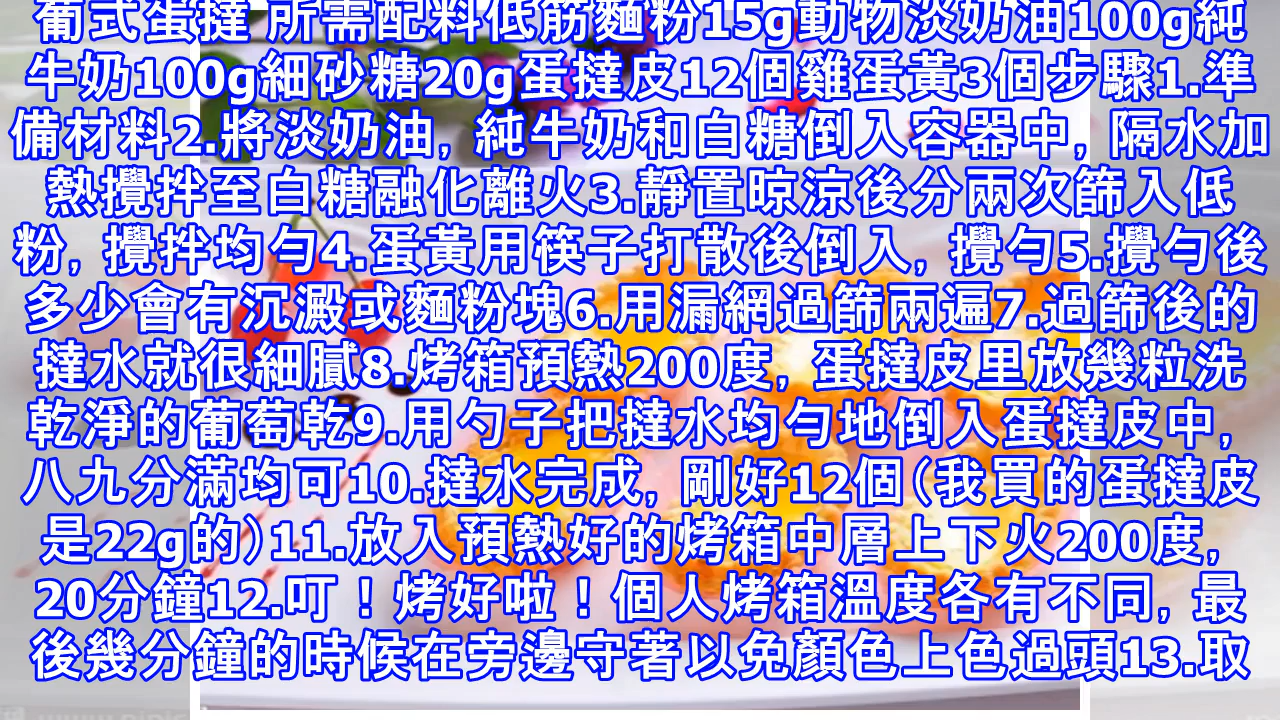 葡式蛋撻 所需配料低筋麵粉15g動物淡奶油100g純
牛奶100g細砂糖20g蛋撻皮12個雞蛋黃3個步驟1.準
備材料2.將淡奶油, 純牛奶和白糖倒入容器中, 隔水加
熱攪拌至白糖融化離火3.靜置晾涼後分兩次篩入低
粉, 攪拌均勻4.蛋黃用筷子打散後倒入, 攪勻5.攪勻後
多少會有沉澱或麵粉塊6.用漏網過篩兩遍7.過篩後的
撻水就很細膩8.烤箱預熱200度, 蛋撻皮里放幾粒洗
乾淨的葡萄乾9.用勺子把撻水均勻地倒入蛋撻皮中,
八九分滿均可10.撻水完成, 剛好12個(我買的蛋撻皮
是22g的)11.放入預熱好的烤箱中層上下火200度,
20分鐘12.叮！烤好啦！個人烤箱溫度各有不同, 最
後幾分鐘的時候在旁邊守著以免顏色上色過頭13.取